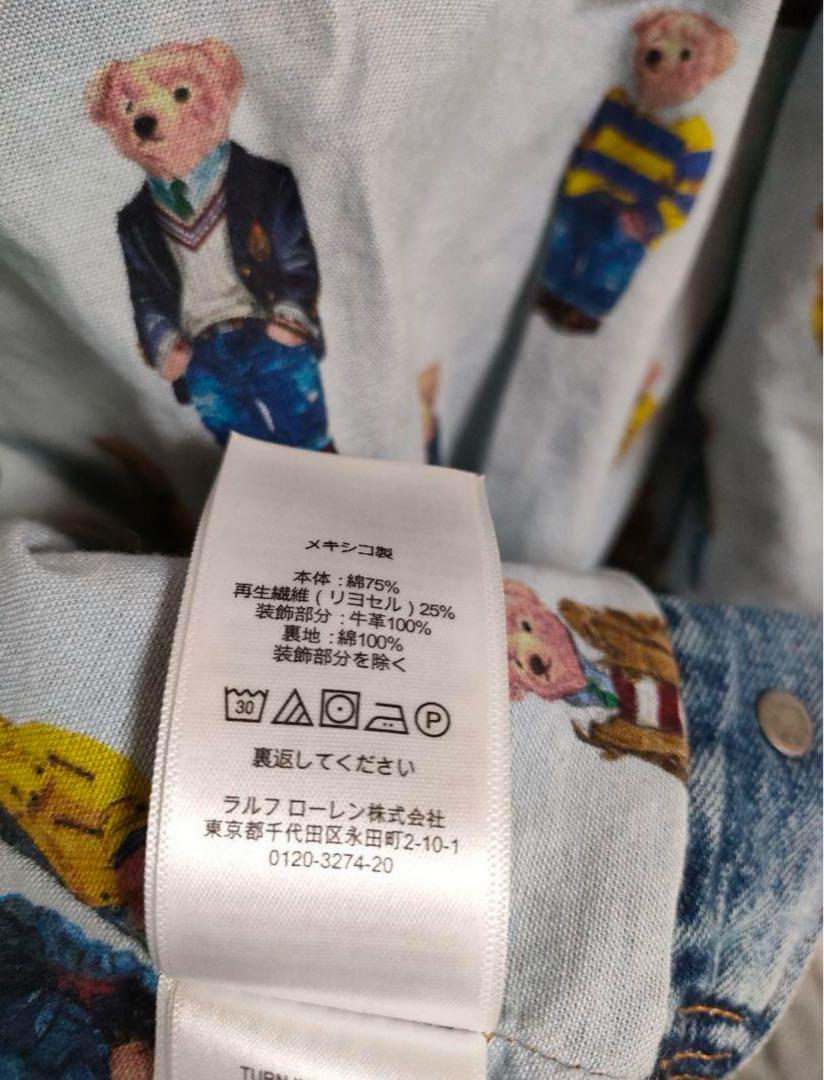 メキシコ製
本体 : 綿75%
再生繊維 ( リヨセル ) 25%
装飾部分 : 牛革100%
裏地 : 綿100%
装飾部分を除く
30 P
裏返してください
ラルフ ローレン株式会社
東京都千代田区永田町2-10-1
0120-3274-20
TURN